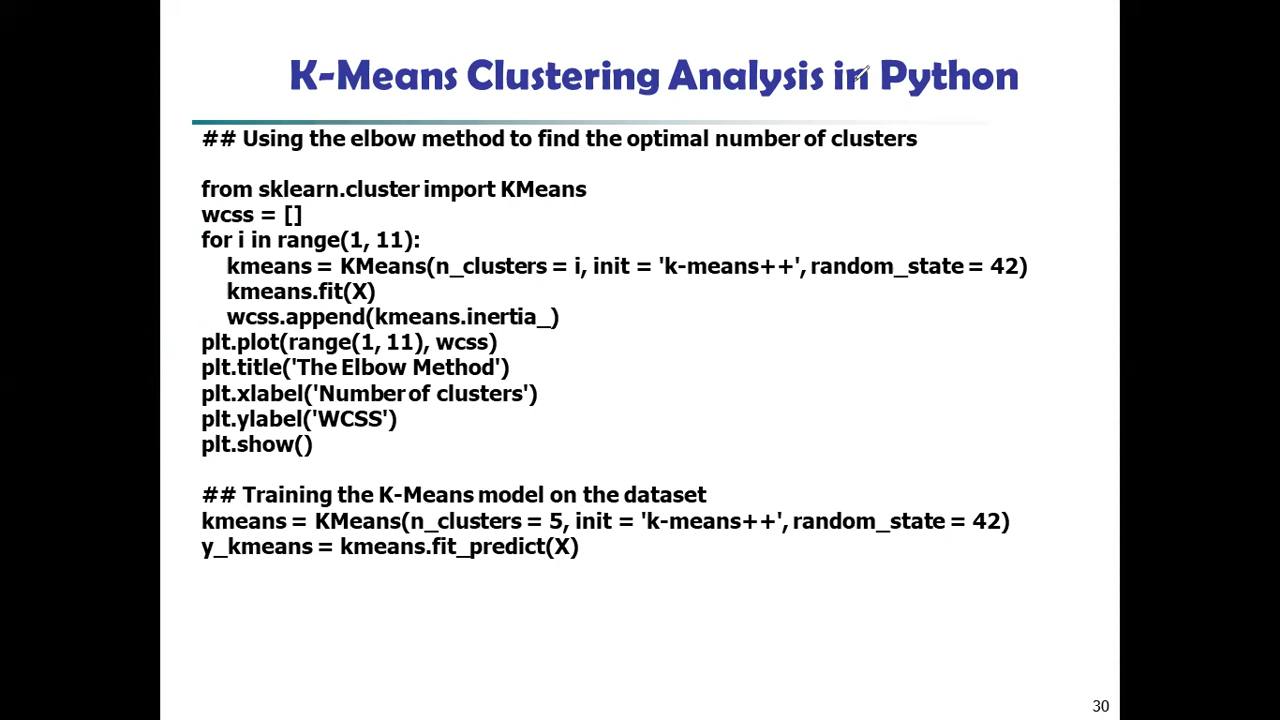 K-Means Clustering Analysis in Python
## Using the elbow method to find the optimal number of clusters
from sklearn.cluster import KMeans
wcss = []
for i in range(1, 11):
kmeans = KMeans(n_clusters = i, init = 'k-means++', random_state = 42)
kmeans.fit(X)
wcss.append(kmeans.inertia_)
plt.plot(range(1, 11), wcss)
plt.title('The Elbow Method')
plt.xlabel('Number of clusters')
plt.ylabel('WCSS')
plt.show()
## Training the K-Means model on the dataset
kmeans = KMeans(n_clusters = 5, init = 'k-means++', random_state = 42)
y_kmeans = kmeans.fit_predict(X)
30